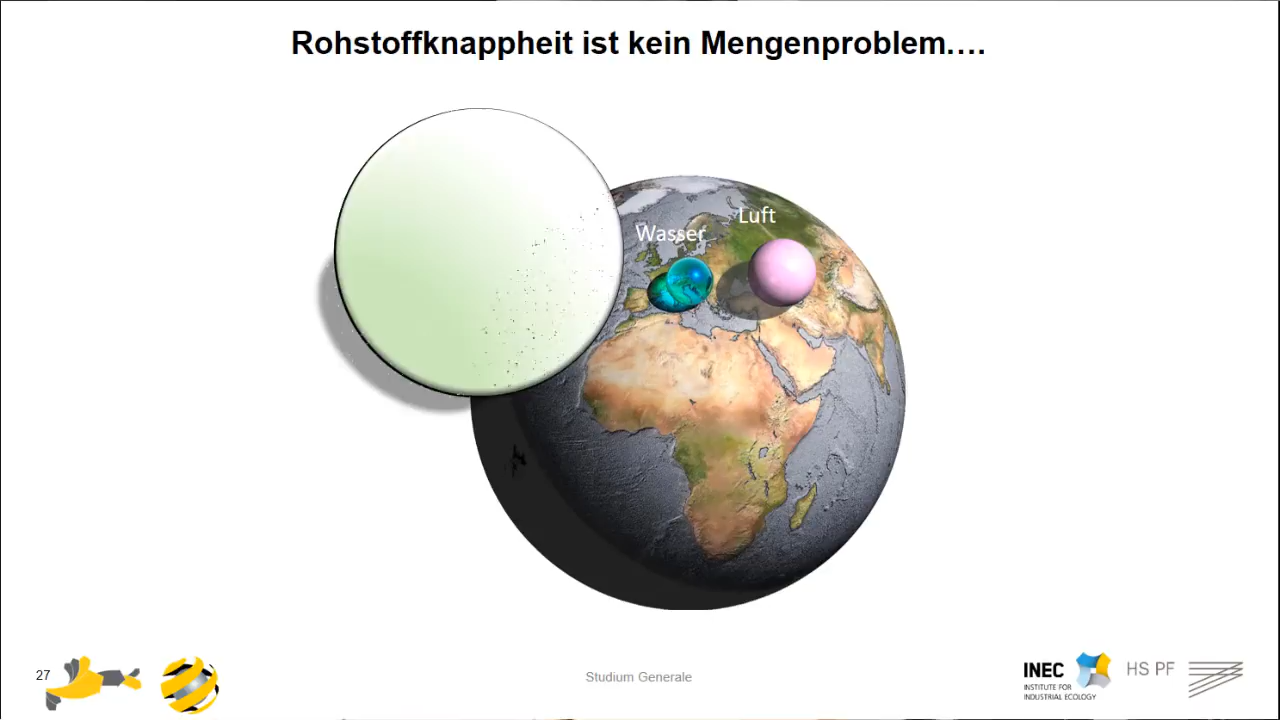 Rohstoffknappheit ist kein Mengenproblem....
Luft
Wasser
27
Studium Generale
INEC
INSTITUTE FOR
INDUSTRIAL ECOLOGY
HS PF